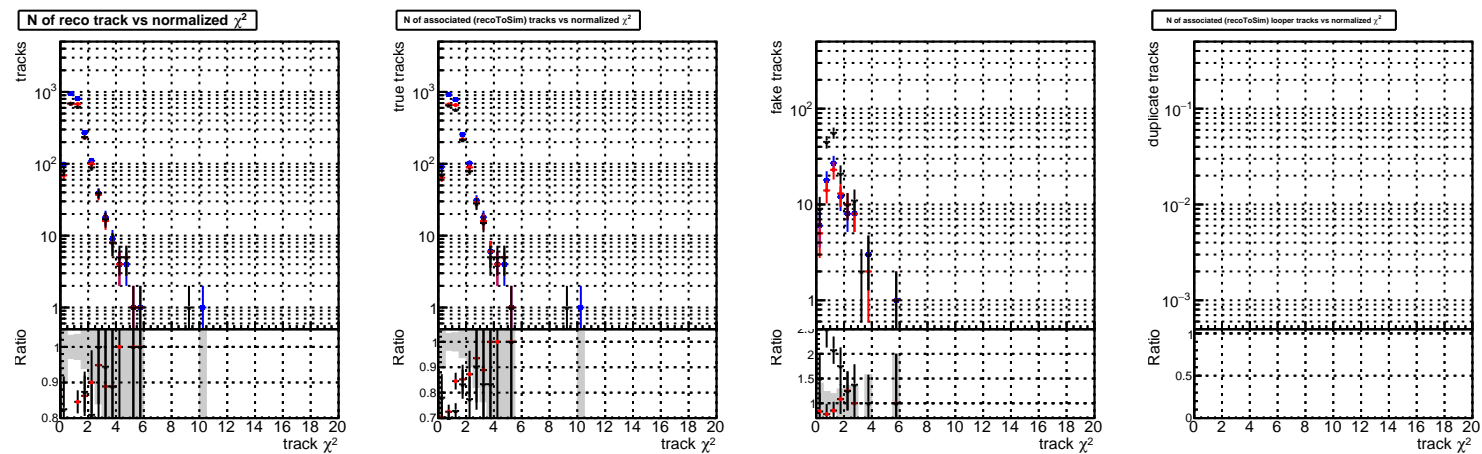 N of reco track vs normalized χ²
tracks
10³
10²
10
1
Ratio
1
0.9
0.8
0 2 4 6 8 10 12 14 16 18 20
track χ²
N of associated (recoToSim) tracks vs normalized χ²
true tracks
10³
10²
10
1
Ratio
1
0.9
0.8
0.7
0 2 4 6 8 10 12 14 16 18 20
track χ²
fake tracks
10²
10
1
Ratio
2
1.5
1
0 2 4 6 8 10 12 14 16 18 20
track χ²
N of associated (recoToSim) looper tracks vs normalized χ²
duplicate tracks
10⁻¹
10⁻²
10⁻³
Ratio
1
0.5
0
0 2 4 6 8 10 12 14 16 18 20
track χ²